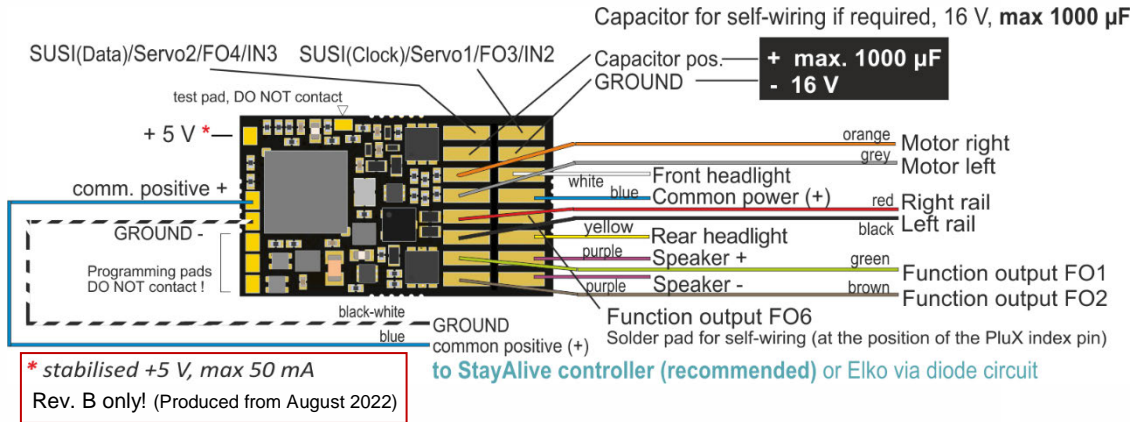 Capacitor for self-wiring if required, 16 V, max 1000 µF
SUSI(Data)/Servo2/FO4/IN3
SUSI(Clock)/Servo1/FO3/IN2
Capacitor pos.
+ max. 1000 µF
GROUND
- 16 V
test pad, DO NOT contact
+ 5 V *
orange
Motor right
grey
Motor left
white
Front headlight
comm. positive +
blue
Common power (+)
red
Right rail
black
Left rail
GROUND -
yellow
Rear headlight
purple
Speaker +
green
Function output FO1
Programming pads
DO NOT contact !
purple
Speaker -
brown
Function output FO2
black-white
GROUND
Function output FO6
Solder pad for self-wiring (at the position of the PluX index pin)
blue
common positive (+)
to StayAlive controller (recommended) or Elko via diode circuit
* stabilised +5 V, max 50 mA
Rev. B only! (Produced from August 2022)